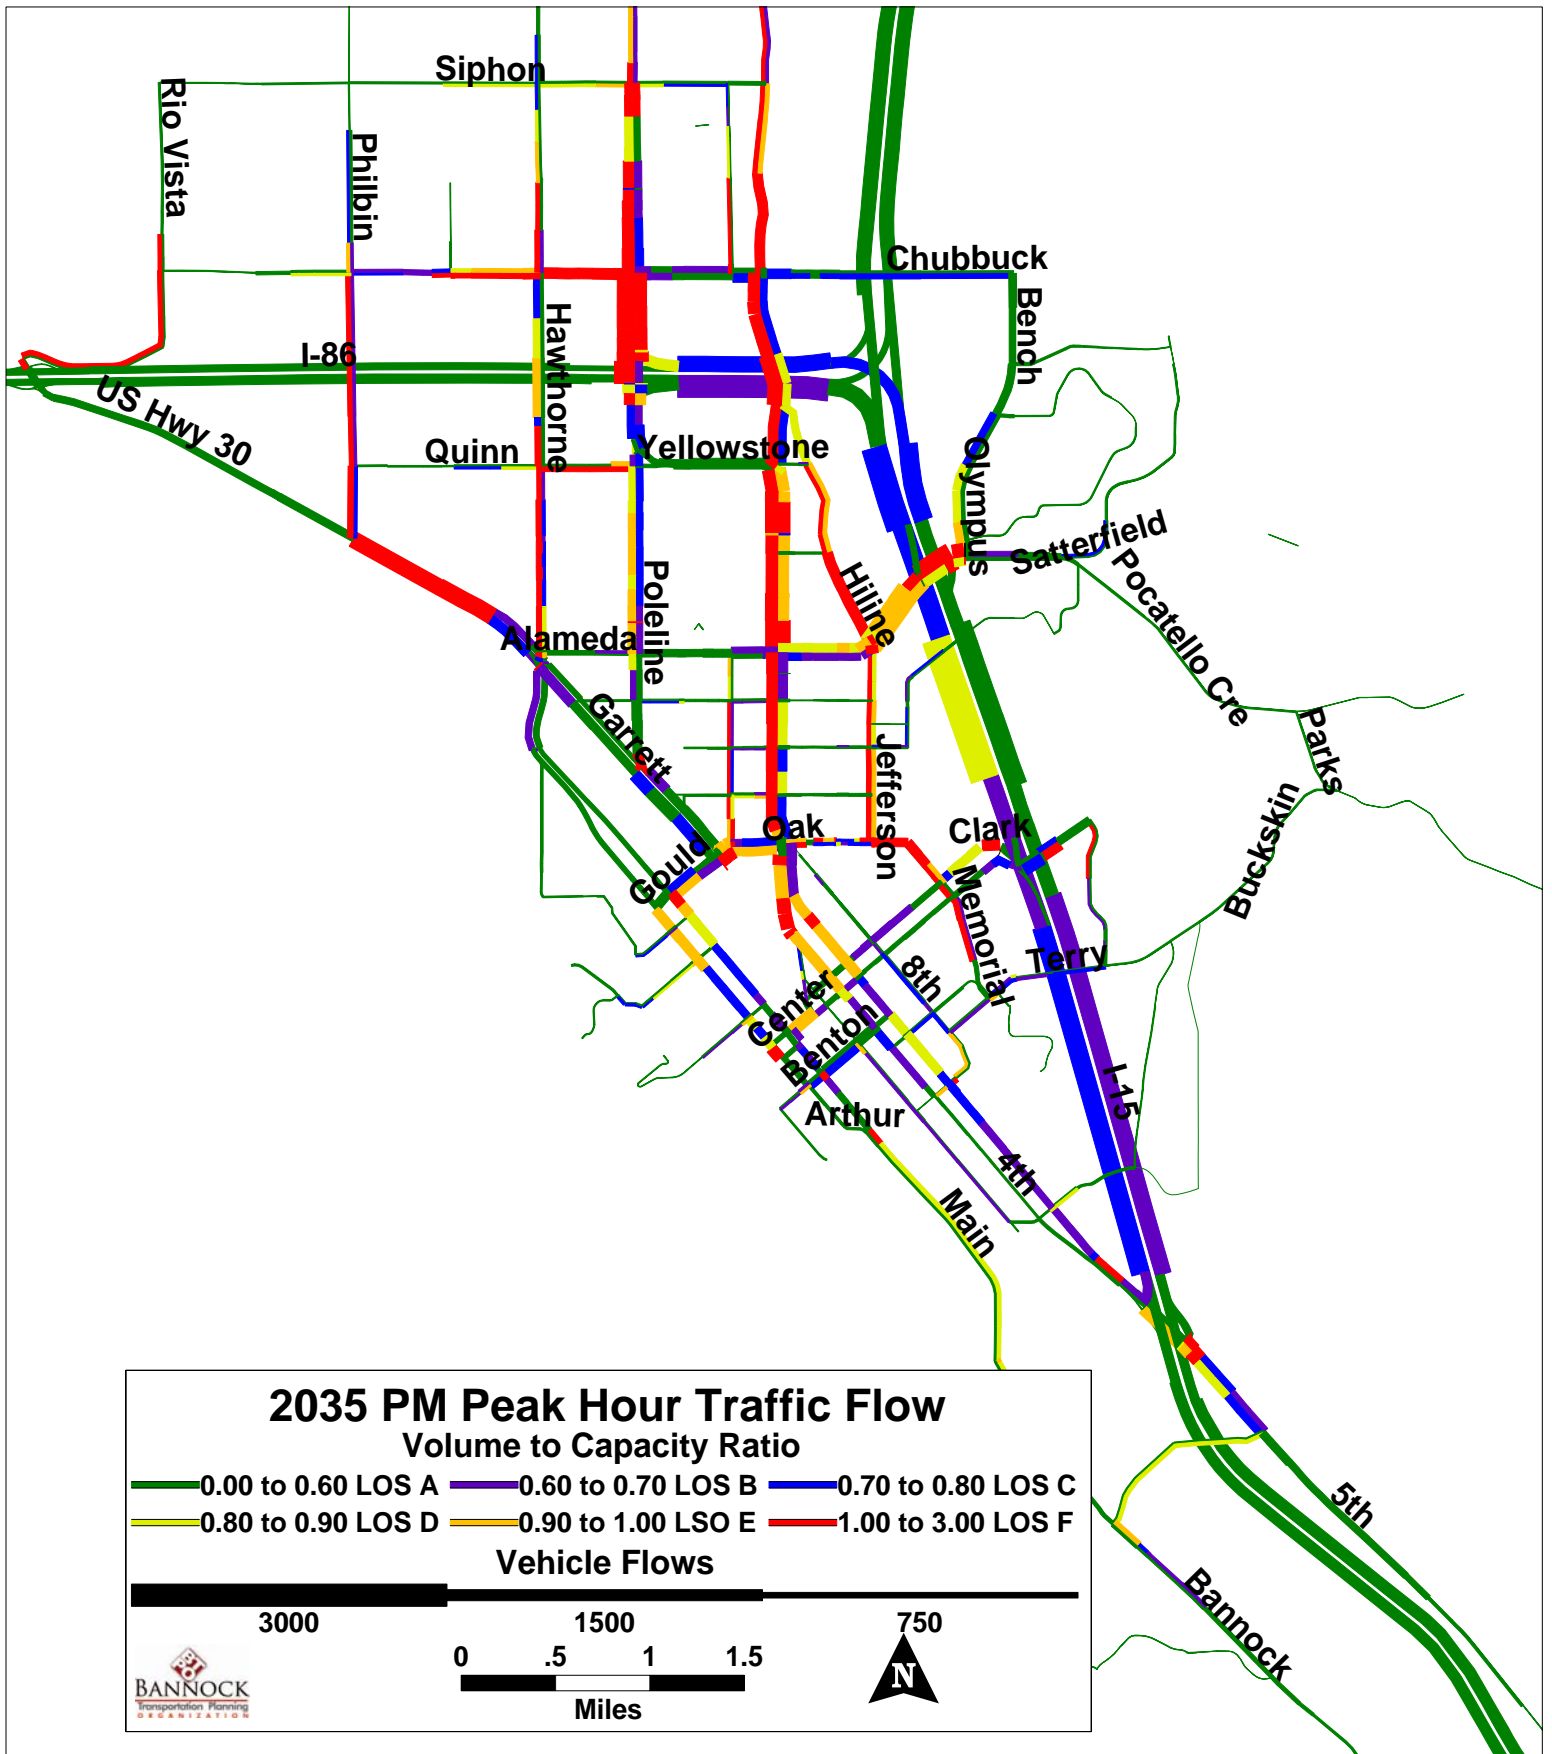 Siphon
Rio Vista
Philbin
Chubbuck
Bench
Hawthorne
I-86
US Hwy 30
Quinn
Yellowstone
Olympus
Satterfield
Pocatello Cre
Hiline
Poleline
Alameda
Garrett
Parks
Jefferson
Buckskin
Oak
Clark
Gould
Memorial
Terry
8th
Center
Benton
I-15
Arthur
4th
Main
2035 PM Peak Hour Traffic Flow
Volume to Capacity Ratio
0.00 to 0.60 LOS A 0.60 to 0.70 LOS B 0.70 to 0.80 LOS C
0.80 to 0.90 LOS D 0.90 to 1.00 LSO E 1.00 to 3.00 LOS F
Vehicle Flows
3000 1500 750
0 .5 1 1.5
Miles
N
BANNOCK
Transportation Planning
ORGANIZATION
5th
Bannock